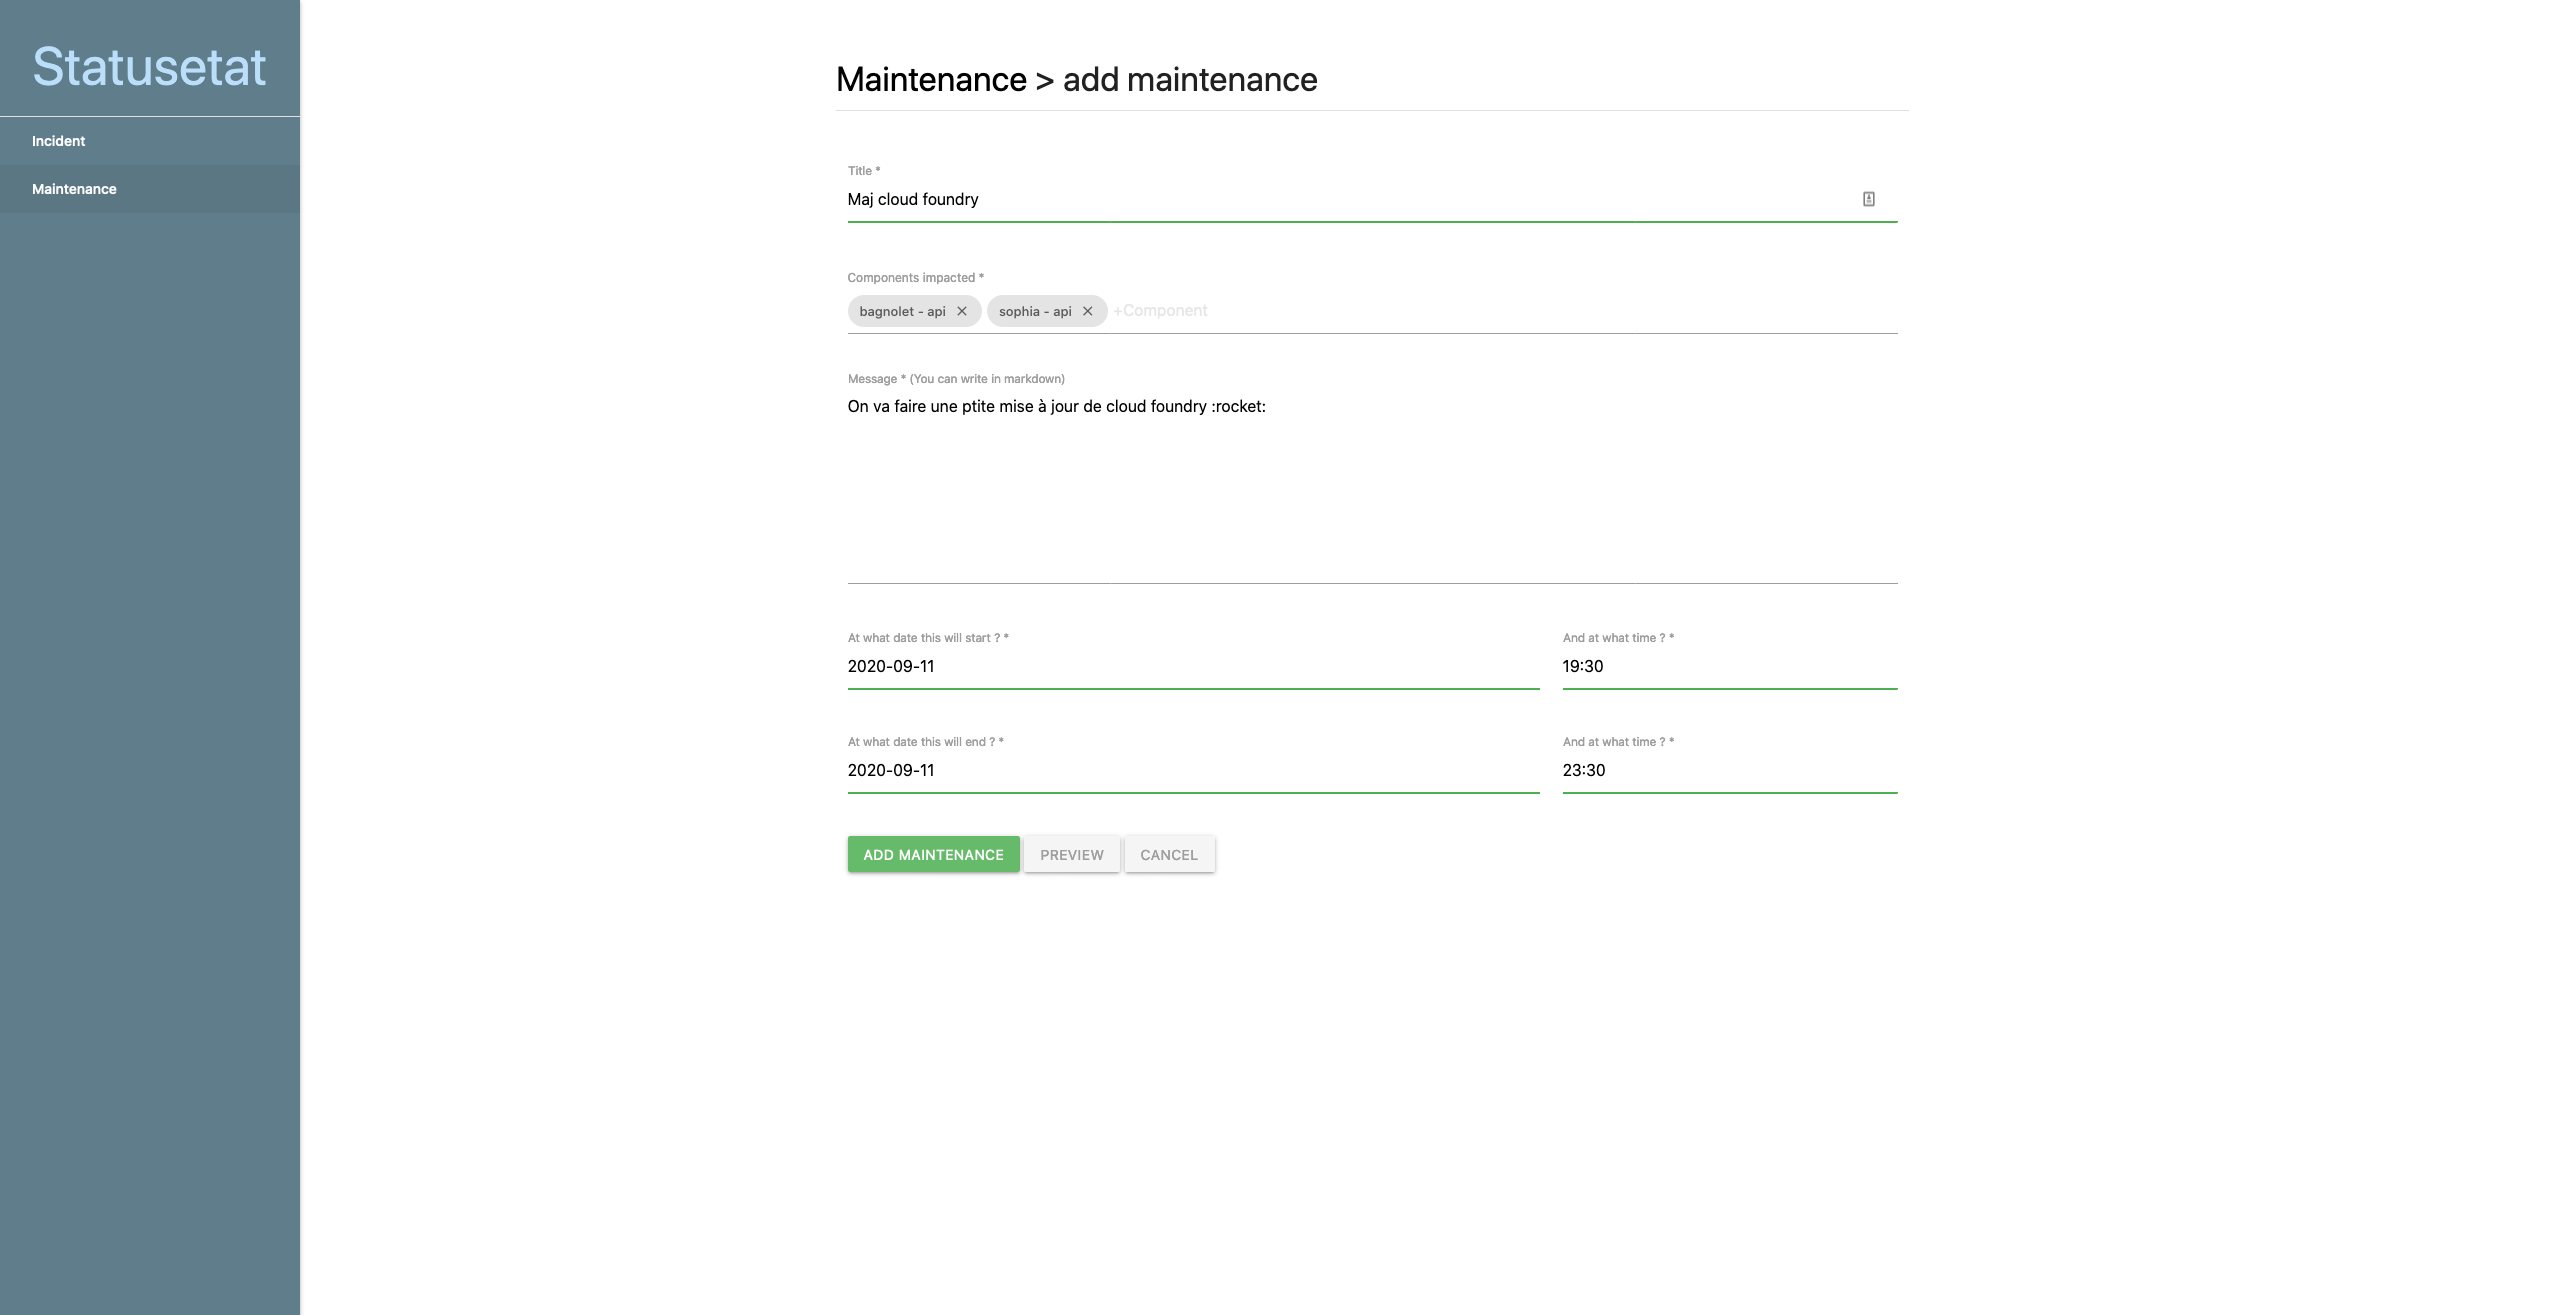 Statusetat
Incident
Maintenance
Maintenance > add maintenance
Title *
Maj cloud foundry
Components impacted *
bagnolet - api sophia - api +Component
Message * (You can write in markdown)
On va faire une ptite mise à jour de cloud foundry :rocket:
At what date this will start ? * And at what time ? *
2020-09-11 19:30
At what date this will end ? * And at what time ? *
2020-09-11 23:30
ADD MAINTENANCE PREVIEW CANCEL